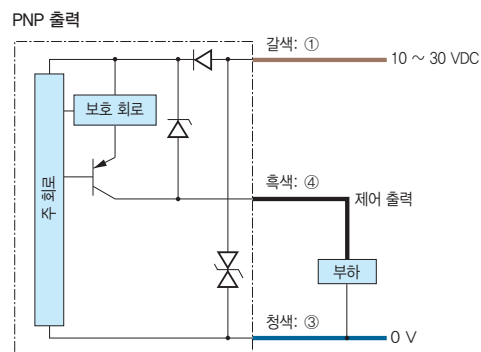 PNP 출력
갈색: ①
10 ~ 30 VDC
보호 회로
주 회로
흑색: ④
제어 출력
부하
청색: ③
0 V